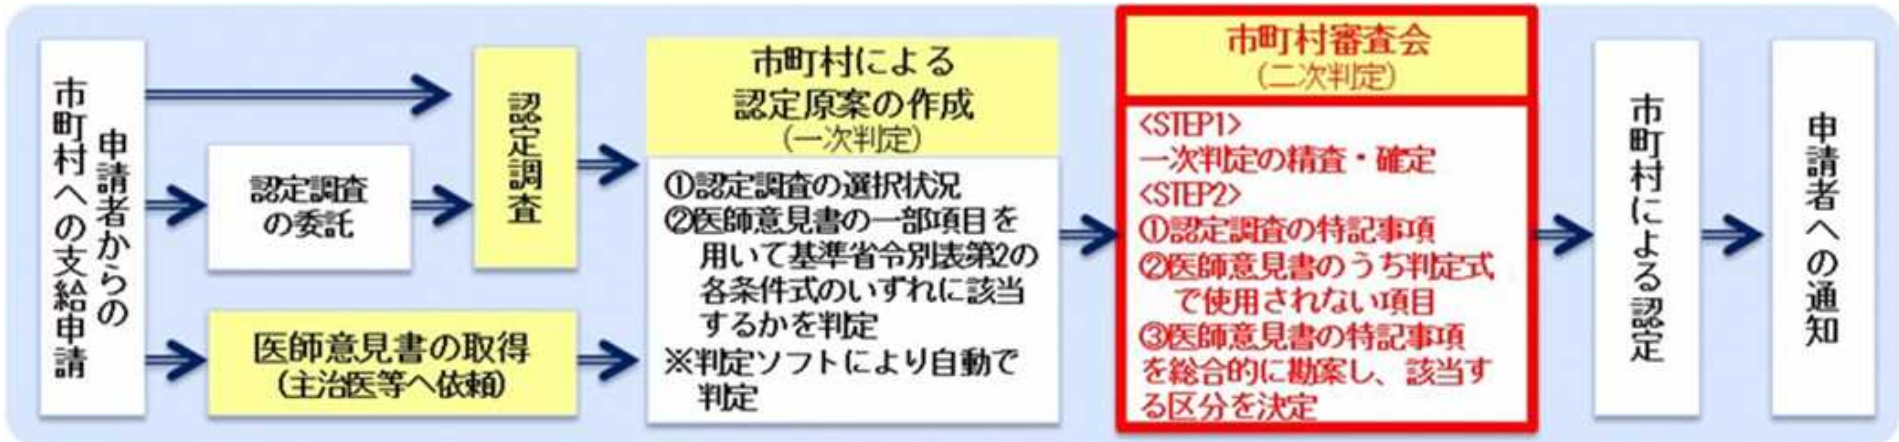 申請者からの
市町村への支給申請
認定調査
の委託
医師意見書の取得
(主治医等へ依頼)
認定調査
市町村による
認定原案の作成
(一次判定)
①認定調査の選択状況
②医師意見書の一部項目を
用いて基準省令別表第2の
各条件式のいずれに該当
するかを判定
※判定ソフトにより自動で
判定
市町村審査会
(二次判定)
<STEP1>
一次判定の精査・確定
<STEP2>
①認定調査の特記事項
②医師意見書のうち判定式
で使用されない項目
③医師意見書の特記事項
を総合的に勘案し、該当す
る区分を決定
市町村による認定
申請者への通知